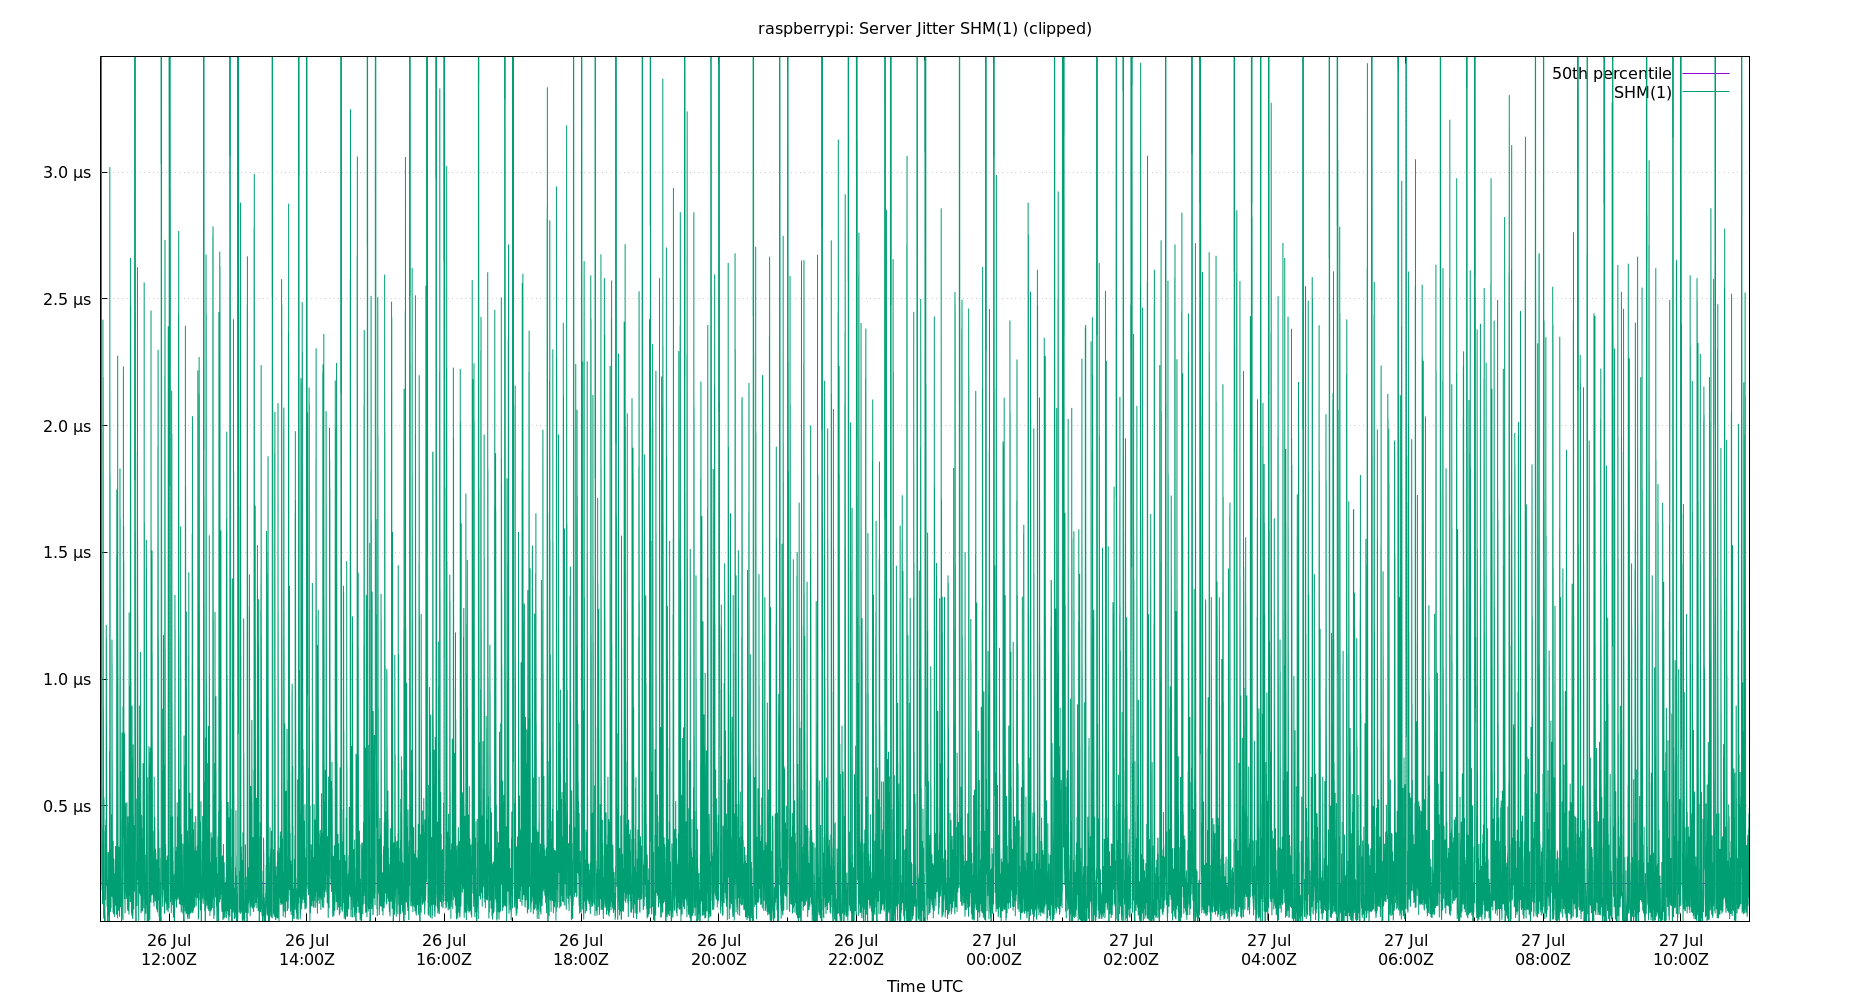 raspberrypi: Server Jitter SHM(1) (clipped)
50th percentile
SHM(1)
3.0 µs
2.5 µs
2.0 µs
1.5 µs
1.0 µs
0.5 µs
26 Jul 26 Jul 26 Jul 26 Jul 26 Jul 26 Jul 27 Jul 27 Jul 27 Jul 27 Jul 27 Jul 27 Jul
12:00Z 14:00Z 16:00Z 18:00Z 20:00Z 22:00Z 00:00Z 02:00Z 04:00Z 06:00Z 08:00Z 10:00Z
Time UTC